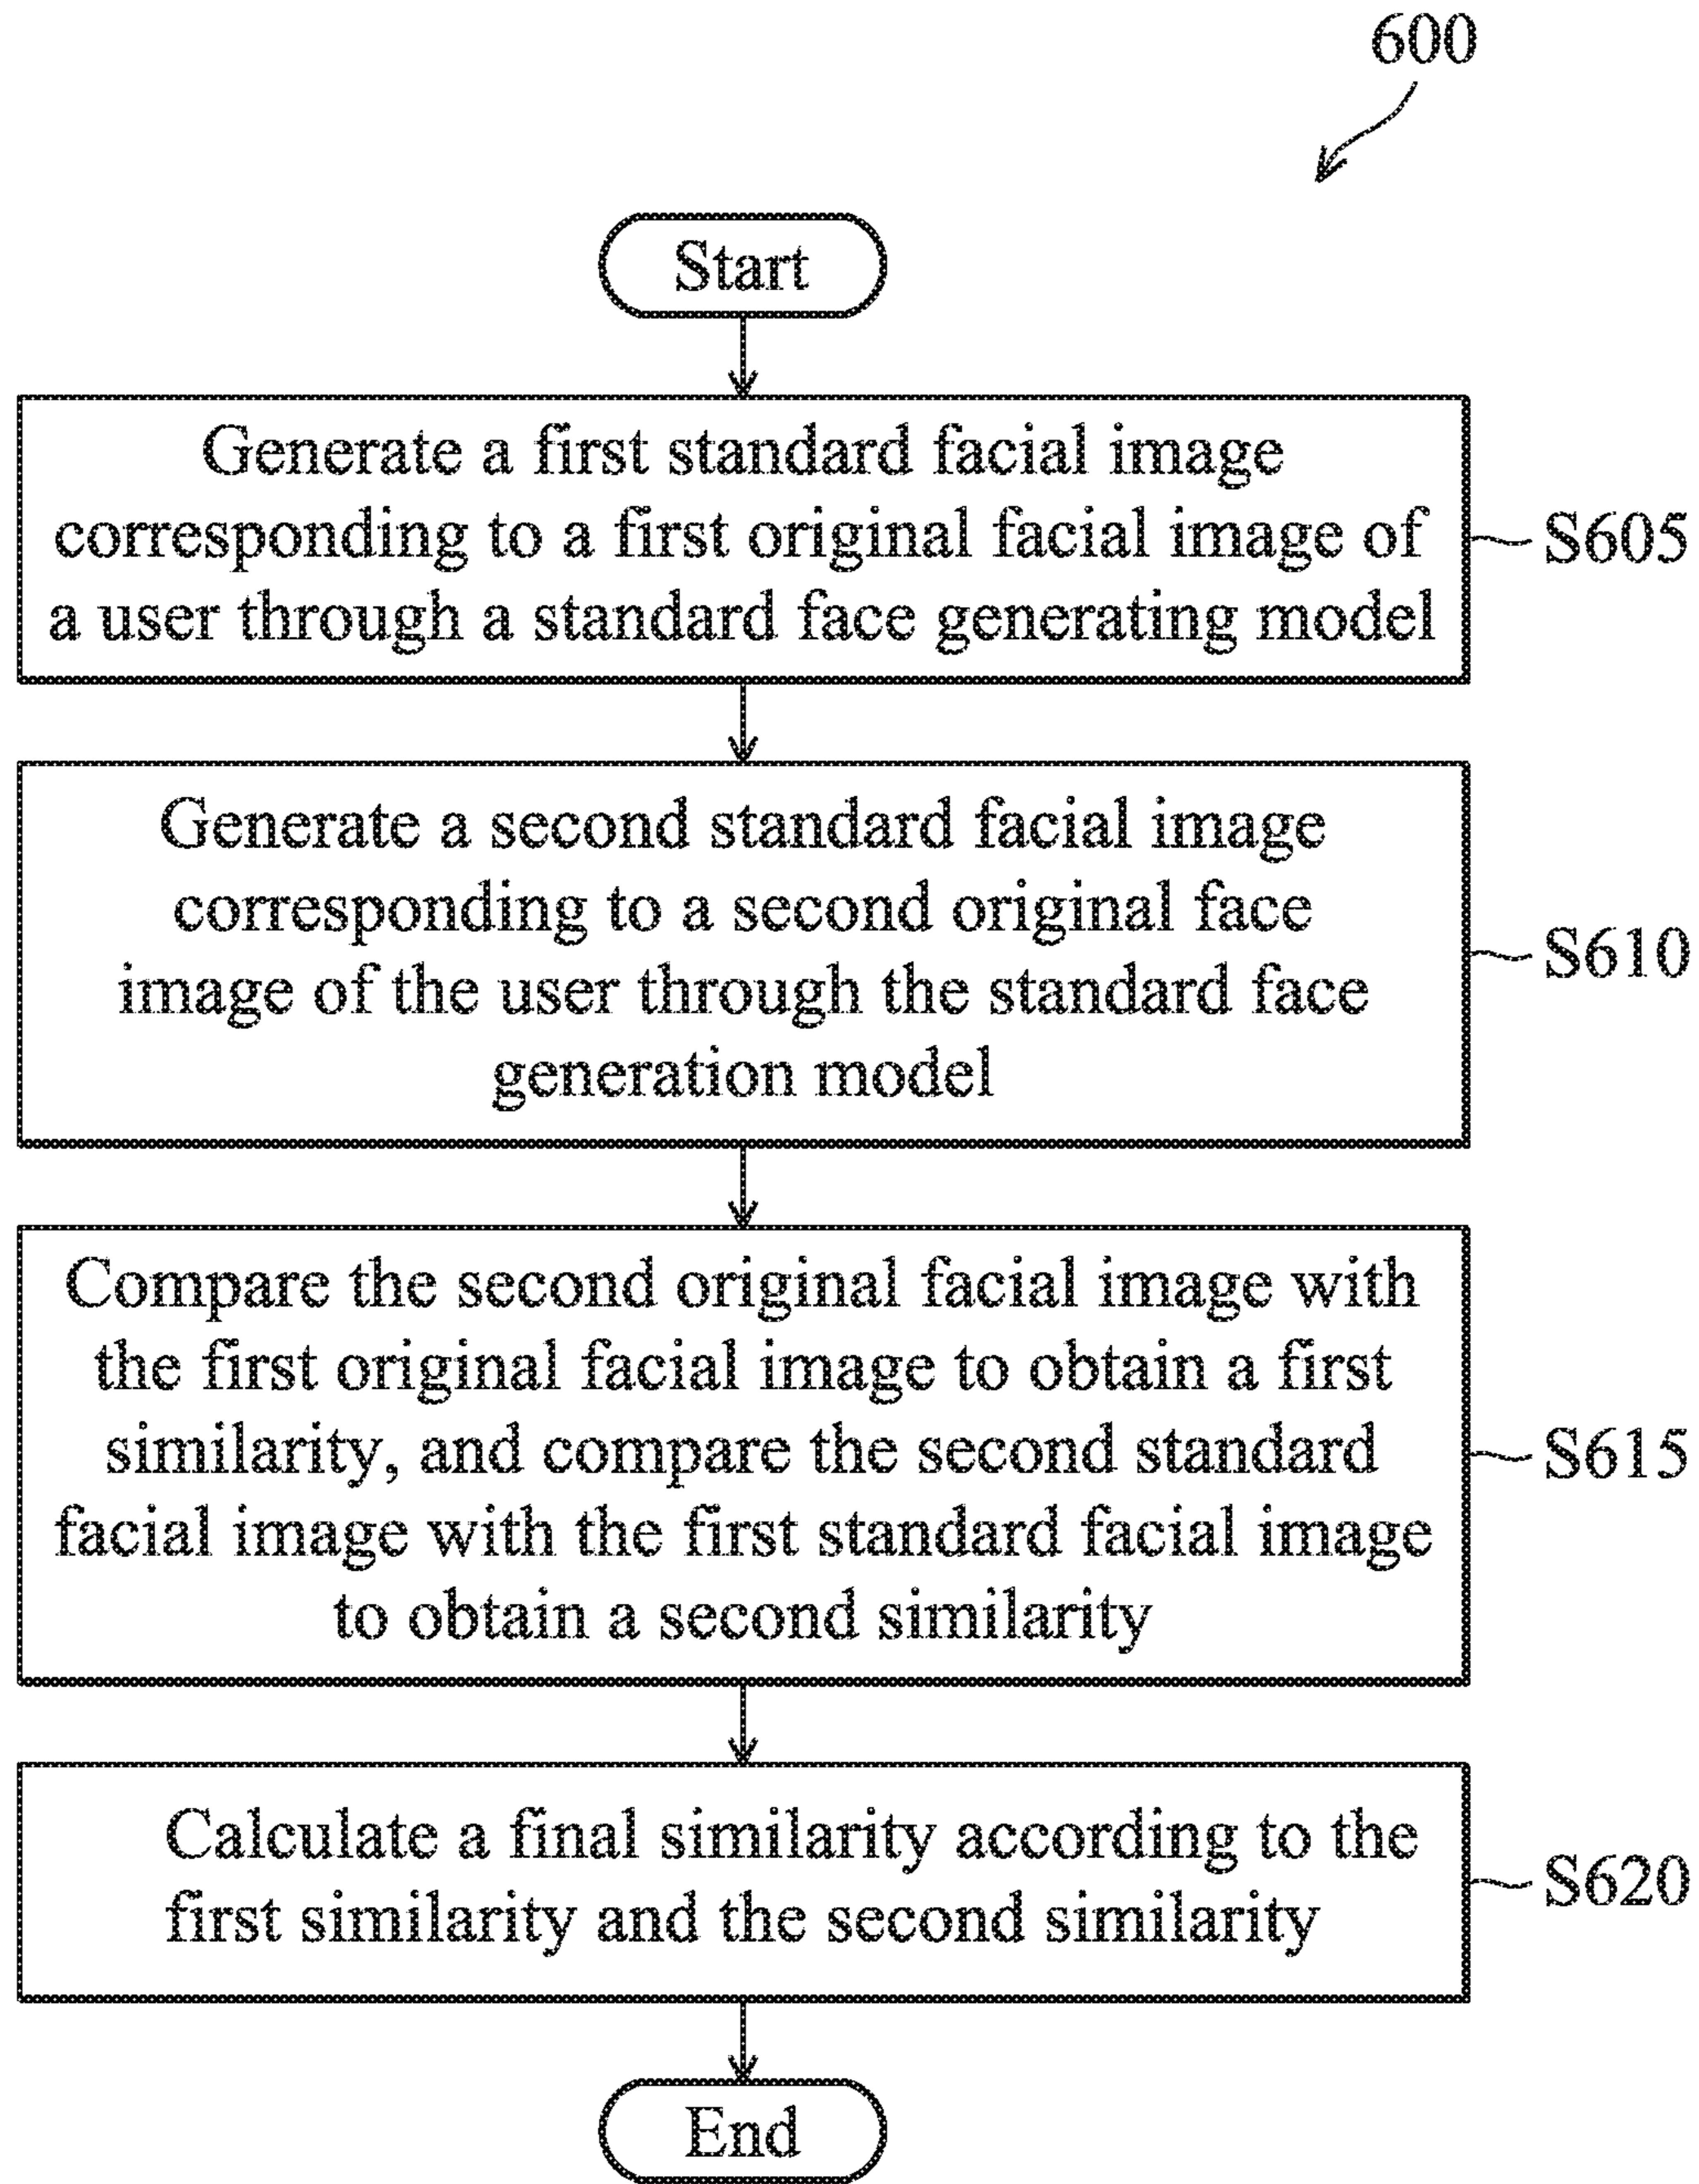 600
Start
Generate a first standard facial image
corresponding to a first original facial image of
a user through a standard face generating model
S605
Generate a second standard facial image
corresponding to a second original face
image of the user through the standard face
generation model
S610
Compare the second original facial image with
the first original facial image to obtain a first
similarity, and compare the second standard
facial image with the first standard facial image
to obtain a second similarity
S615
Calculate a final similarity according to the
first similarity and the second similarity
S620
End